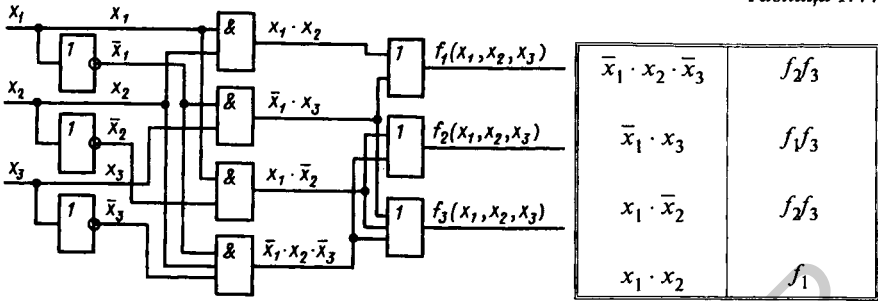 Таблица 1.44
x₁ x₁ & x₁·x₂
1 x̄₁ 1 f₁(x₁,x₂,x₃)
x₂ x₂ & x̄₁·x₃
1 x̄₂ 1 f₂(x₁,x₂,x₃)
x₃ x₃ & x₁·x̄₂
1 x̄₃ 1 f₃(x₁,x₂,x₃)
& x̄₁·x₂·x̄₃
x̄₁ · x₂ · x̄₃ f₂f₃
x̄₁ · x₃ f₁f₃
x₁ · x̄₂ f₂f₃
x₁ · x₂ f₁